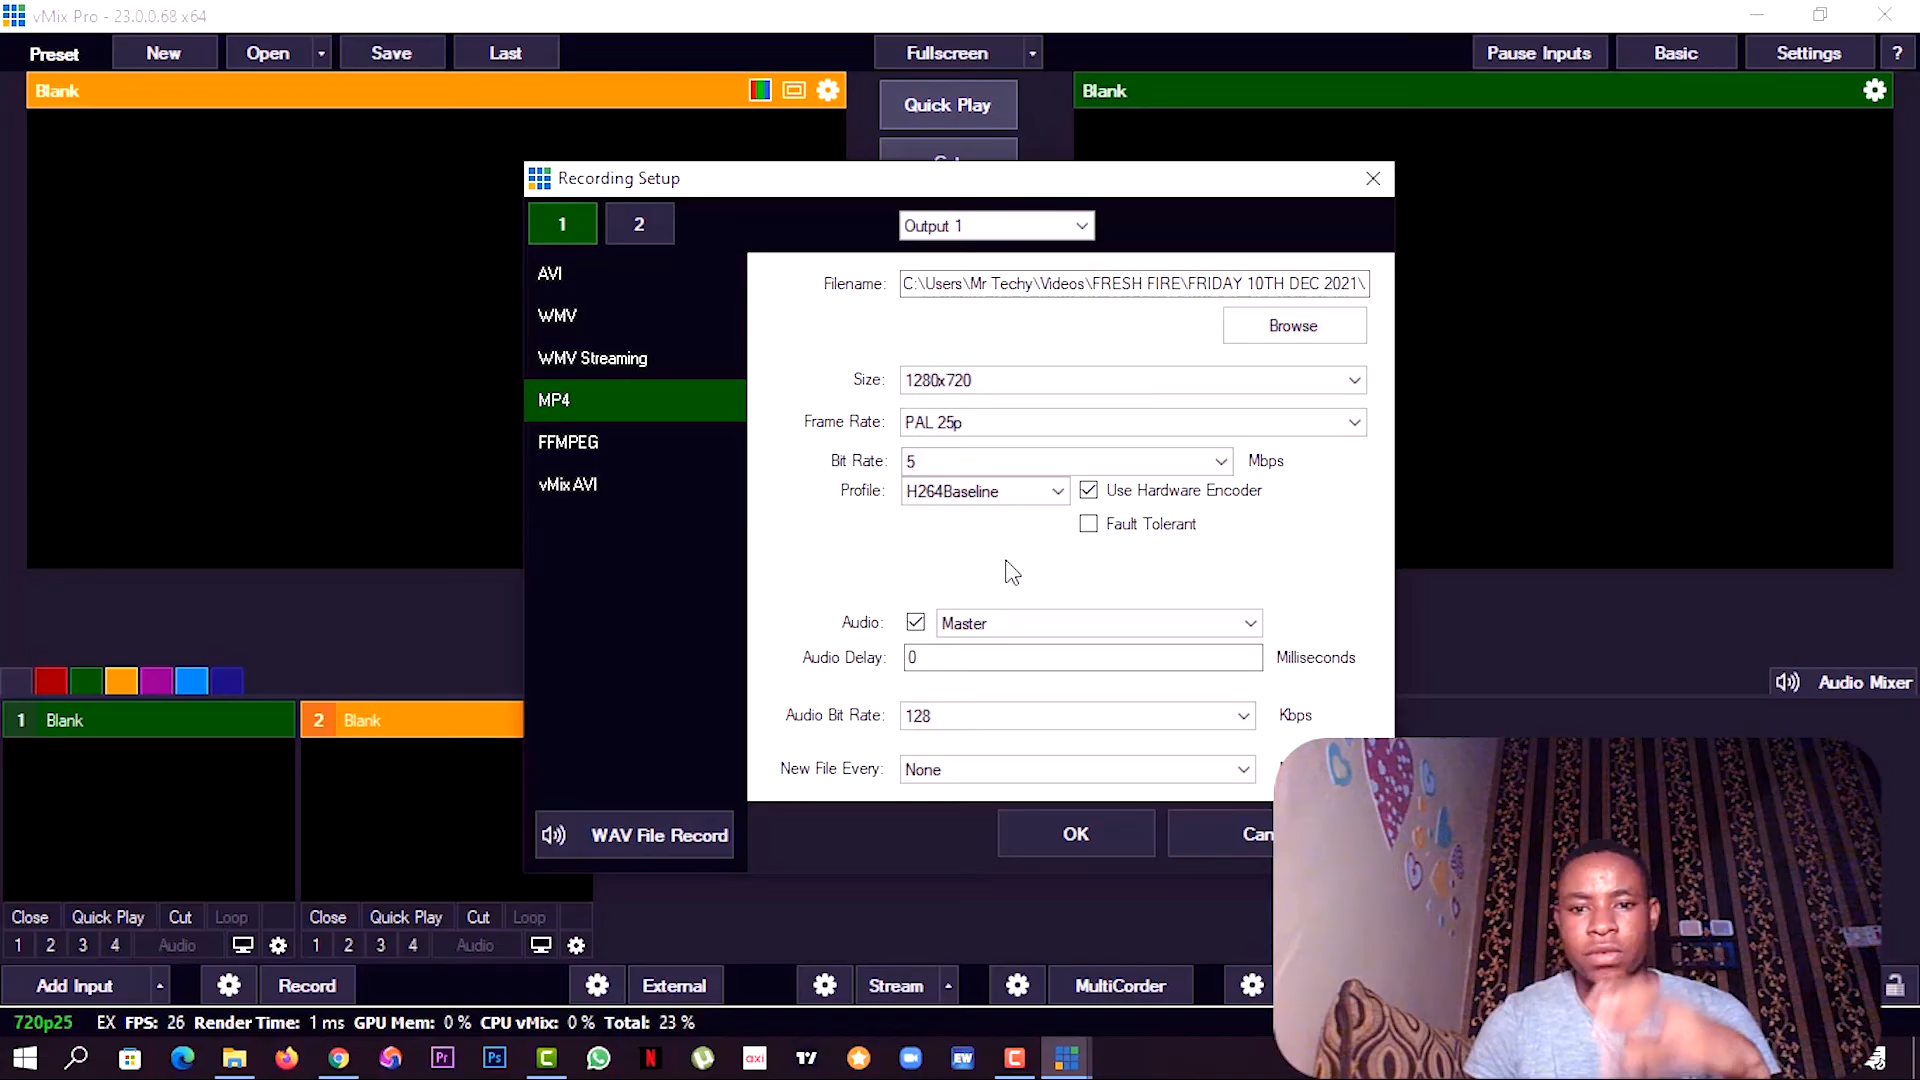 vMix Pro - 23.0.0.68 x64
Preset New Open Save Last Fullscreen Pause Inputs Basic Settings ?
Blank
Quick Play
Blank
Recording Setup
1 2 Output 1
AVI
WMV
WMV Streaming
MP4
FFMPEG
vMix AVI
WAV File Record
Filename: C:\Users\Mr Techy\Videos\FRESH FIRE\FRIDAY 10TH DEC 2021\
Browse
Size: 1280x720
Frame Rate: PAL 25p
Bit Rate: 5 Mbps
Profile: H264Baseline Use Hardware Encoder
Fault Tolerant
Audio: Master
Audio Delay: 0 Milliseconds
Audio Bit Rate: 128 Kbps
New File Every: None
OK Can
Audio Mixer
1 Blank 2 Blank
Close Quick Play Cut Loop Close Quick Play Cut Loop
1 2 3 4 Audio 1 2 3 4 Audio
Add Input Record External Stream MultiCorder
720p25 EX FPS: 26 Render Time: 1 ms GPU Mem: 0 % CPU vMix: 0 % Total: 23 %
Pr Ps C N axi EW C